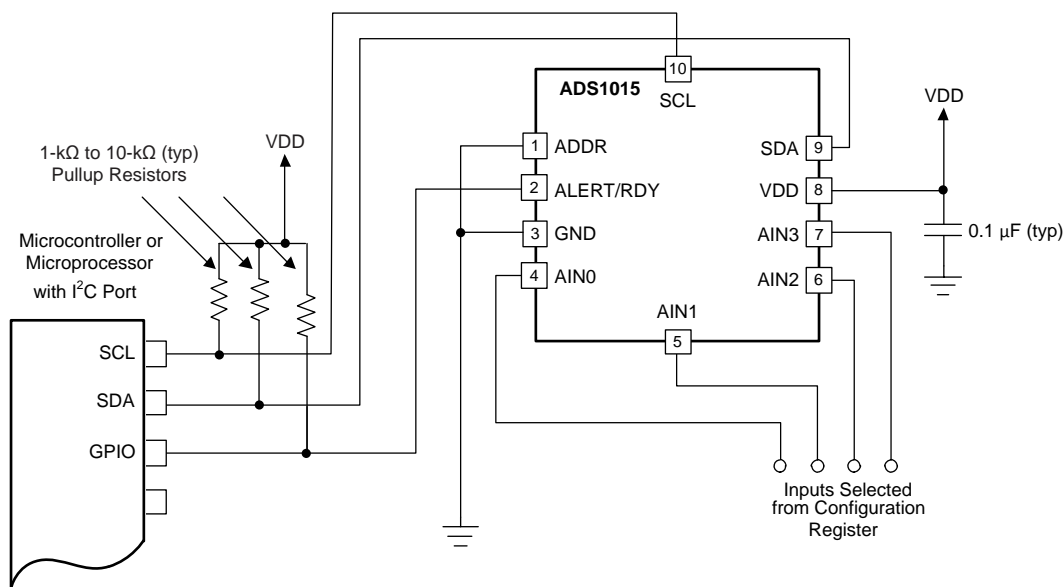 10
ADS1015
SCL
VDD
1-kΩ to 10-kΩ (typ)
Pullup Resistors
VDD
1
ADDR
SDA
9
2
ALERT/RDY
VDD
8
Microcontroller or
Microprocessor
with I²C Port
3
GND
AIN3
7
0.1 µF (typ)
4
AIN0
AIN2
6
AIN1
5
SCL
SDA
GPIO
Inputs Selected
from Configuration
Register